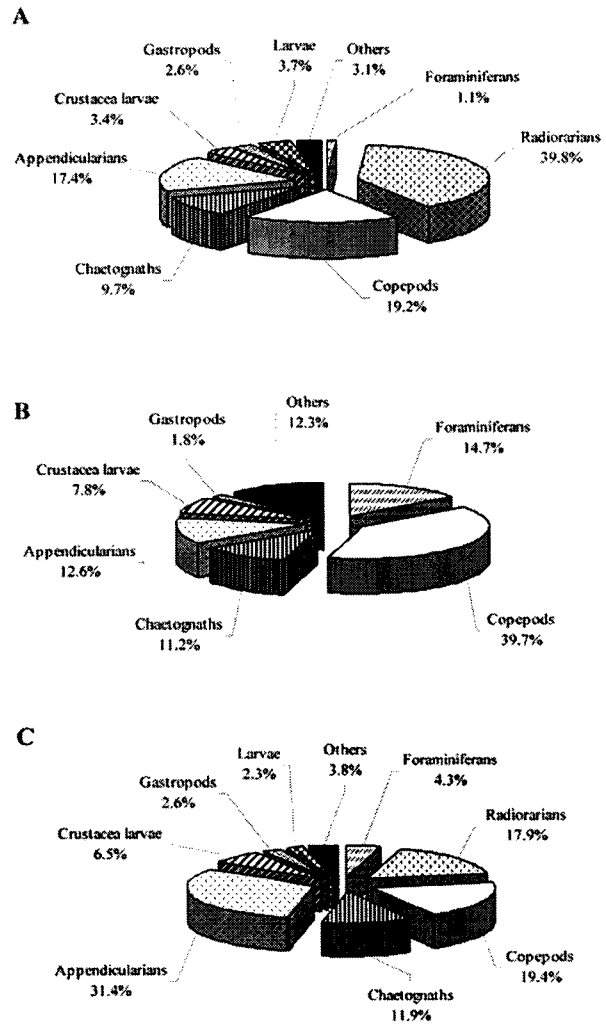 A
Gastropods
2.6%
Larvae
3.7%
Others
3.1%
Foraminiferans
1.1%
Crustacea larvae
3.4%
Radiorarians
39.8%
Appendicularians
17.4%
Chaetognaths
9.7%
Copepods
19.2%
B
Others
12.3%
Gastropods
1.8%
Foraminiferans
14.7%
Crustacea larvae
7.8%
Appendicularians
12.6%
Chaetognaths
11.2%
Copepods
39.7%
C
Larvae
2.3%
Others
3.8%
Foraminiferans
4.3%
Gastropods
2.6%
Radiorarians
17.9%
Crustacea larvae
6.5%
Appendicularians
31.4%
Copepods
19.4%
Chaetognaths
11.9%